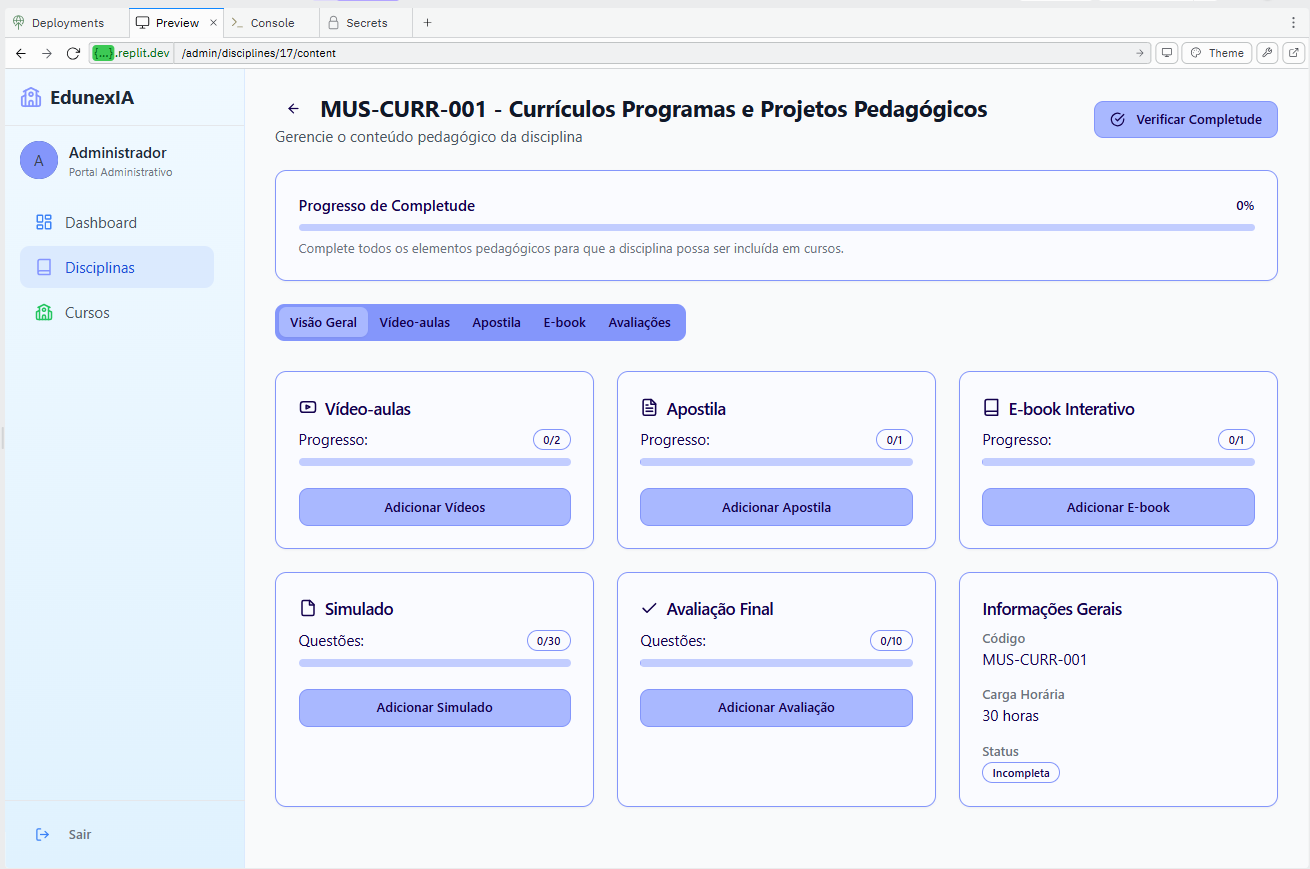 Deployments
Preview
Console
Secrets
{...}.replit.dev /admin/disciplines/17/content
Theme
EdunexIA
A
Administrador
Portal Administrativo
Dashboard
Disciplinas
Cursos
Sair
MUS-CURR-001 - Currículos Programas e Projetos Pedagógicos
Gerencie o conteúdo pedagógico da disciplina
Verificar Completude
Progresso de Completude 0%
Complete todos os elementos pedagógicos para que a disciplina possa ser incluída em cursos.
Visão Geral Vídeo-aulas Apostila E-book Avaliações
Vídeo-aulas
Progresso: 0/2
Adicionar Vídeos
Apostila
Progresso: 0/1
Adicionar Apostila
E-book Interativo
Progresso: 0/1
Adicionar E-book
Simulado
Questões: 0/30
Adicionar Simulado
Avaliação Final
Questões: 0/10
Adicionar Avaliação
Informações Gerais
Código
MUS-CURR-001
Carga Horária
30 horas
Status
Incompleta